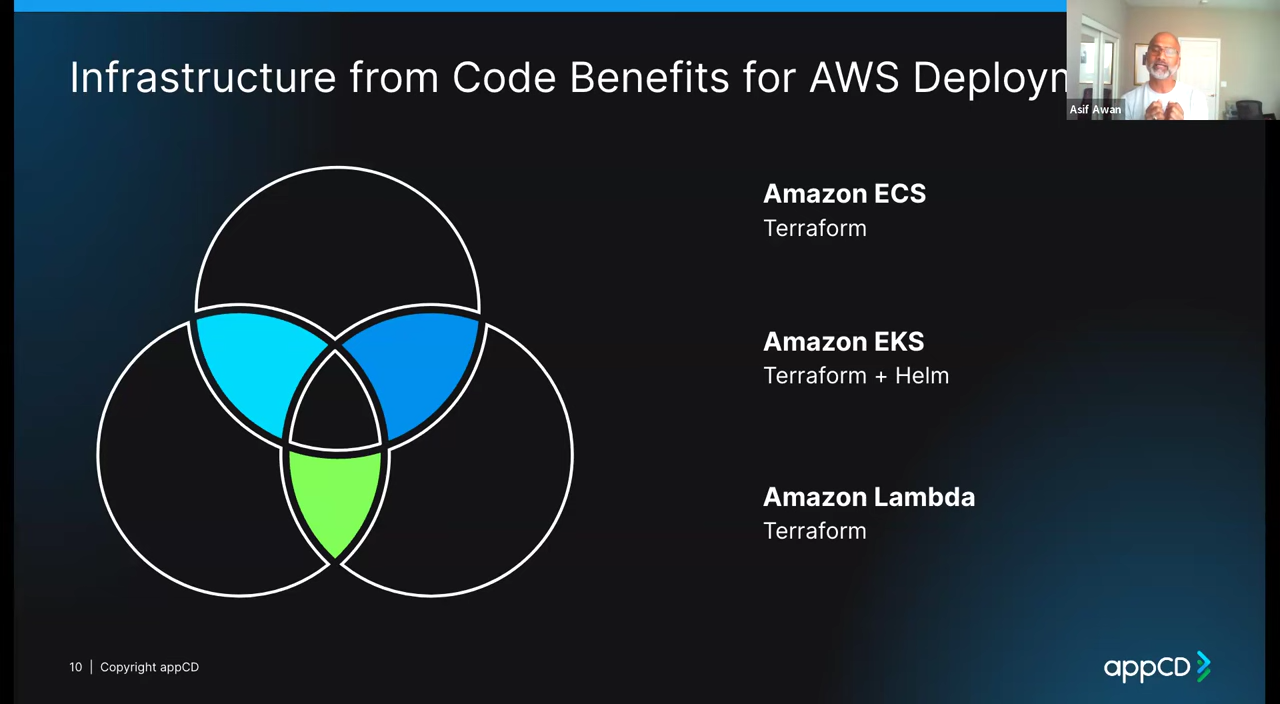 Infrastructure from Code Benefits for AWS
Asif Awan
Amazon ECS
Terraform
Amazon EKS
Terraform + Helm
Amazon Lambda
Terraform
10 | Copyright appCD
appCD